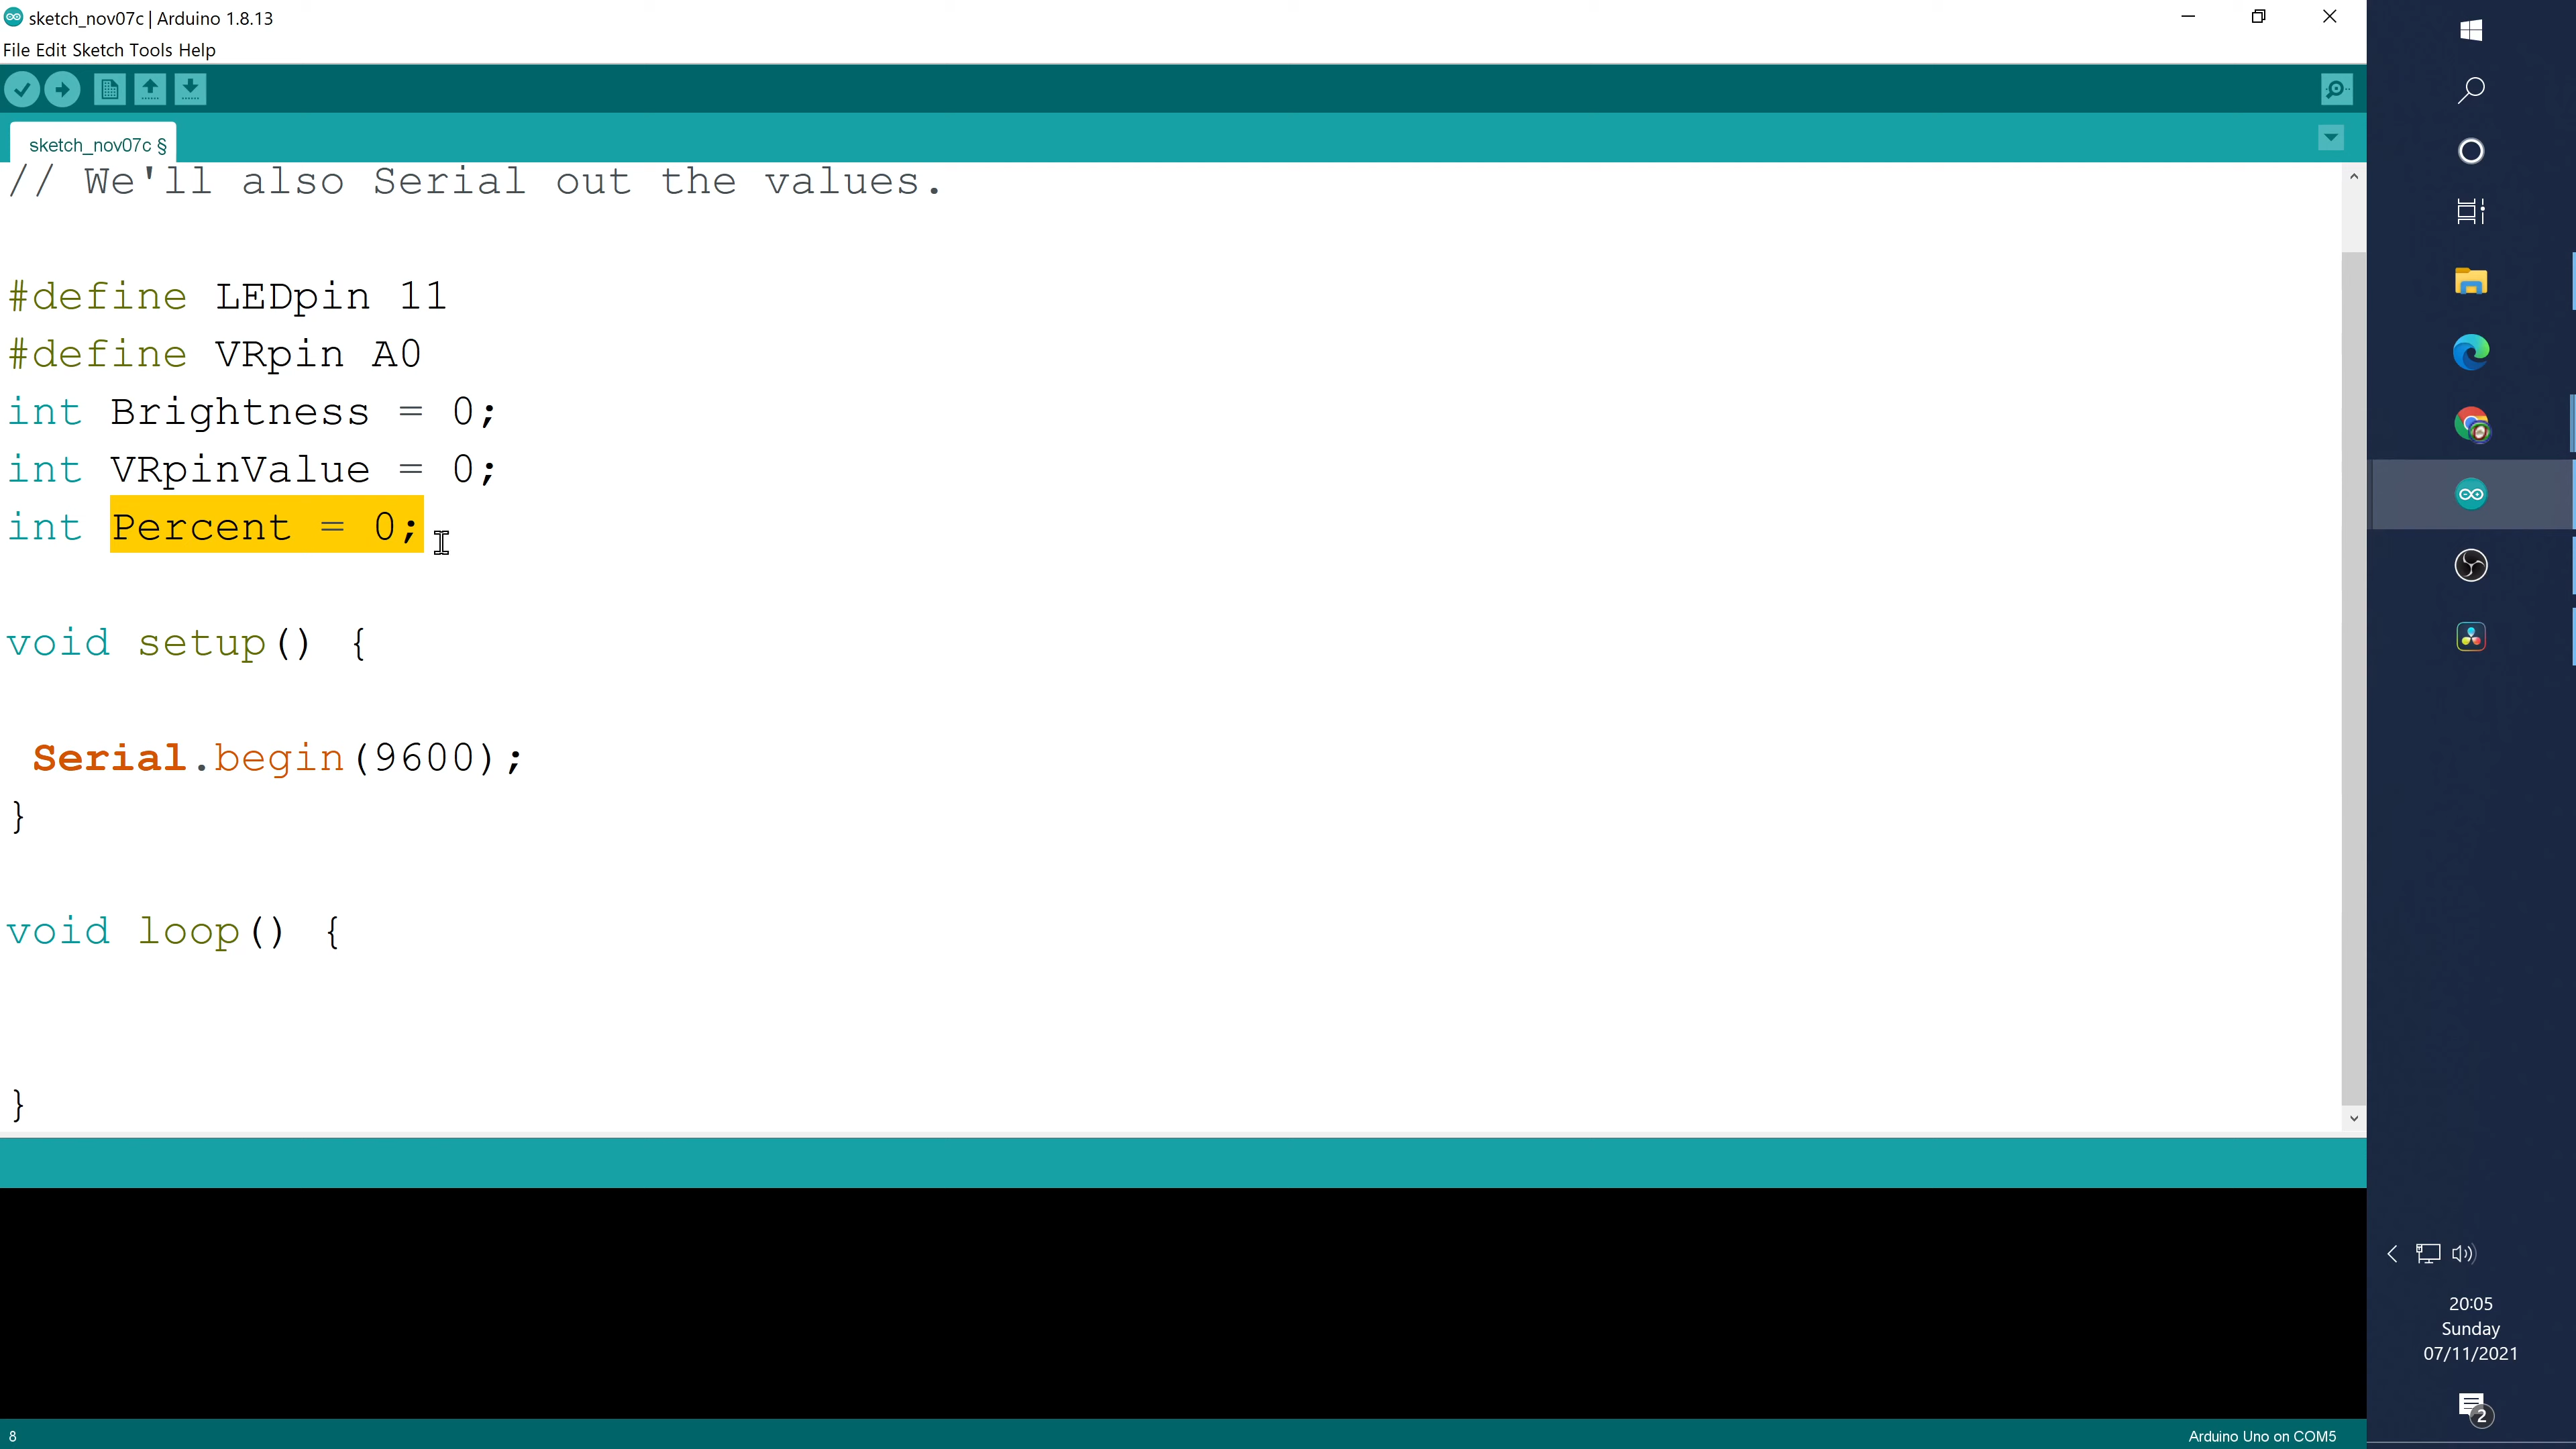 sketch_nov07c | Arduino 1.8.13
File Edit Sketch Tools Help
sketch_nov07c §
// We'll also Serial out the values.
#define LEDpin 11
#define VRpin A0
int Brightness = 0;
int VRpinValue = 0;
int Percent = 0;
void setup() {
Serial.begin(9600);
}
void loop() {
}
8
Arduino Uno on COM5
20:05
Sunday
07/11/2021
2